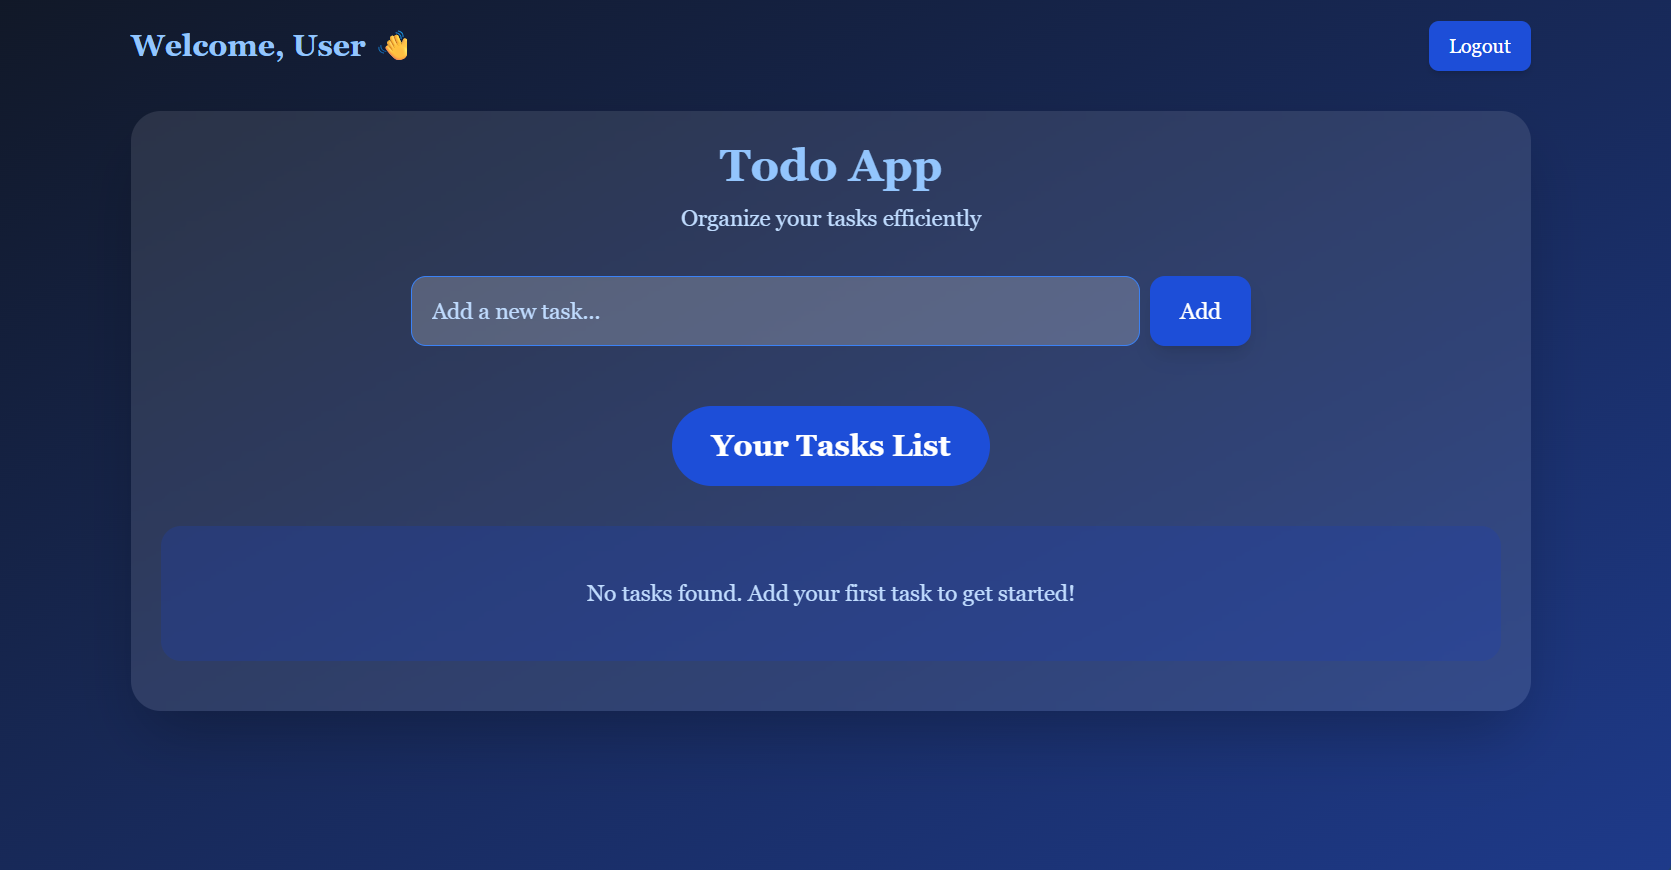 Welcome, User 👋
Logout
Todo App
Organize your tasks efficiently
Add a new task...
Add
Your Tasks List
No tasks found. Add your first task to get started!